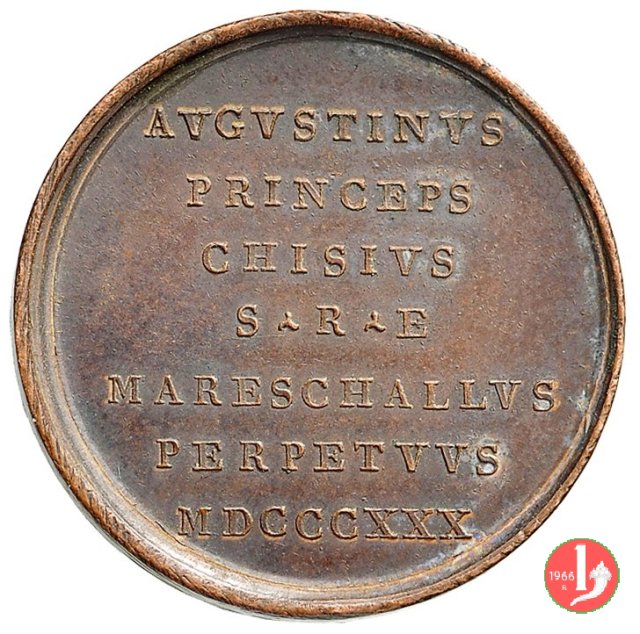 AVGVSTINVS
PRINCEPS
CHISIVS
S R E
MARESCHALLVS
PERPETVVS
MDCCCXXX
1966
R